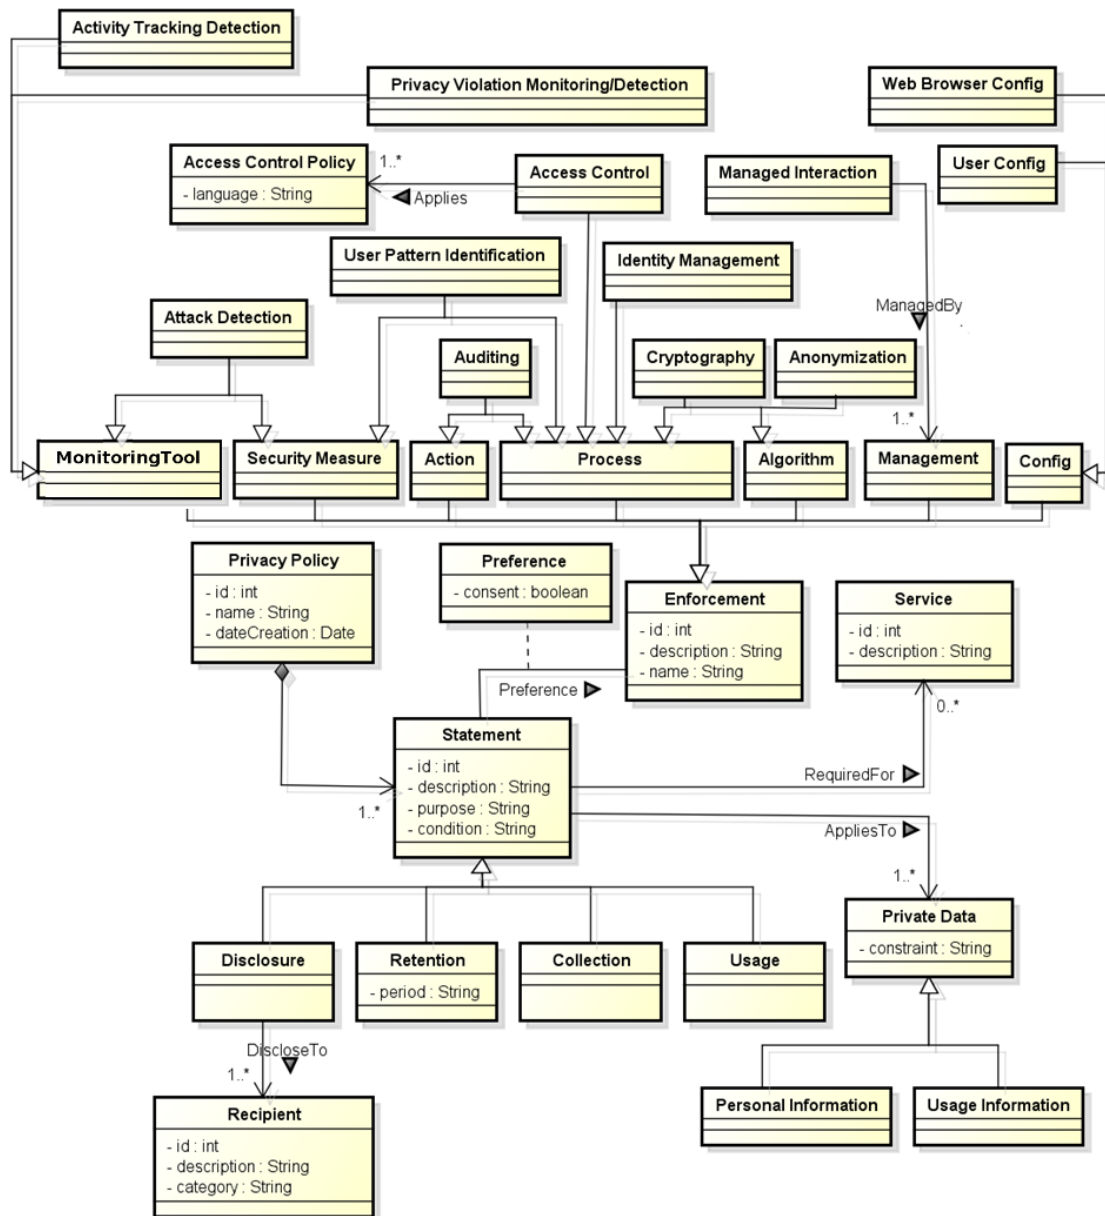 Activity Tracking Detection
Privacy Violation Monitoring/Detection
Web Browser Config
Access Control Policy
- language : String
1..*
Applies
Access Control
Managed Interaction
User Config
User Pattern Identification
Identity Management
ManagedBy
Attack Detection
Auditing
Cryptography
Anonymization
1..*
MonitoringTool
Security Measure
Action
Process
Algorithm
Management
Config
Privacy Policy
- id : int
- name : String
- dateCreation : Date
Preference
- consent : boolean
Enforcement
- id : int
- description : String
- name : String
Service
- id : int
- description : String
Preference
0..*
Statement
- id : int
- description : String
- purpose : String
- condition : String
1..*
RequiredFor
AppliesTo
1..*
Private Data
- constraint : String
Disclosure
Retention
- period : String
Collection
Usage
DiscloseTo
1..*
Recipient
- id : int
- description : String
- category : String
Personal Information
Usage Information